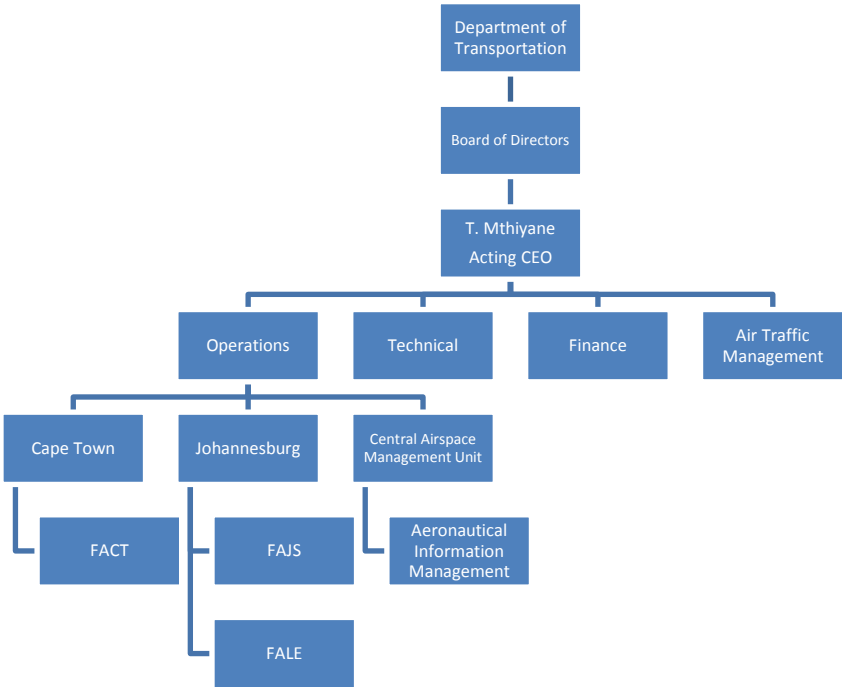 Department of
Transportation
Board of Directors
T. Mthiyane
Acting CEO
Operations
Technical
Finance
Air Traffic
Management
Cape Town
Johannesburg
Central Airspace
Management Unit
FACT
FAJS
Aeronautical
Information
Management
FALE